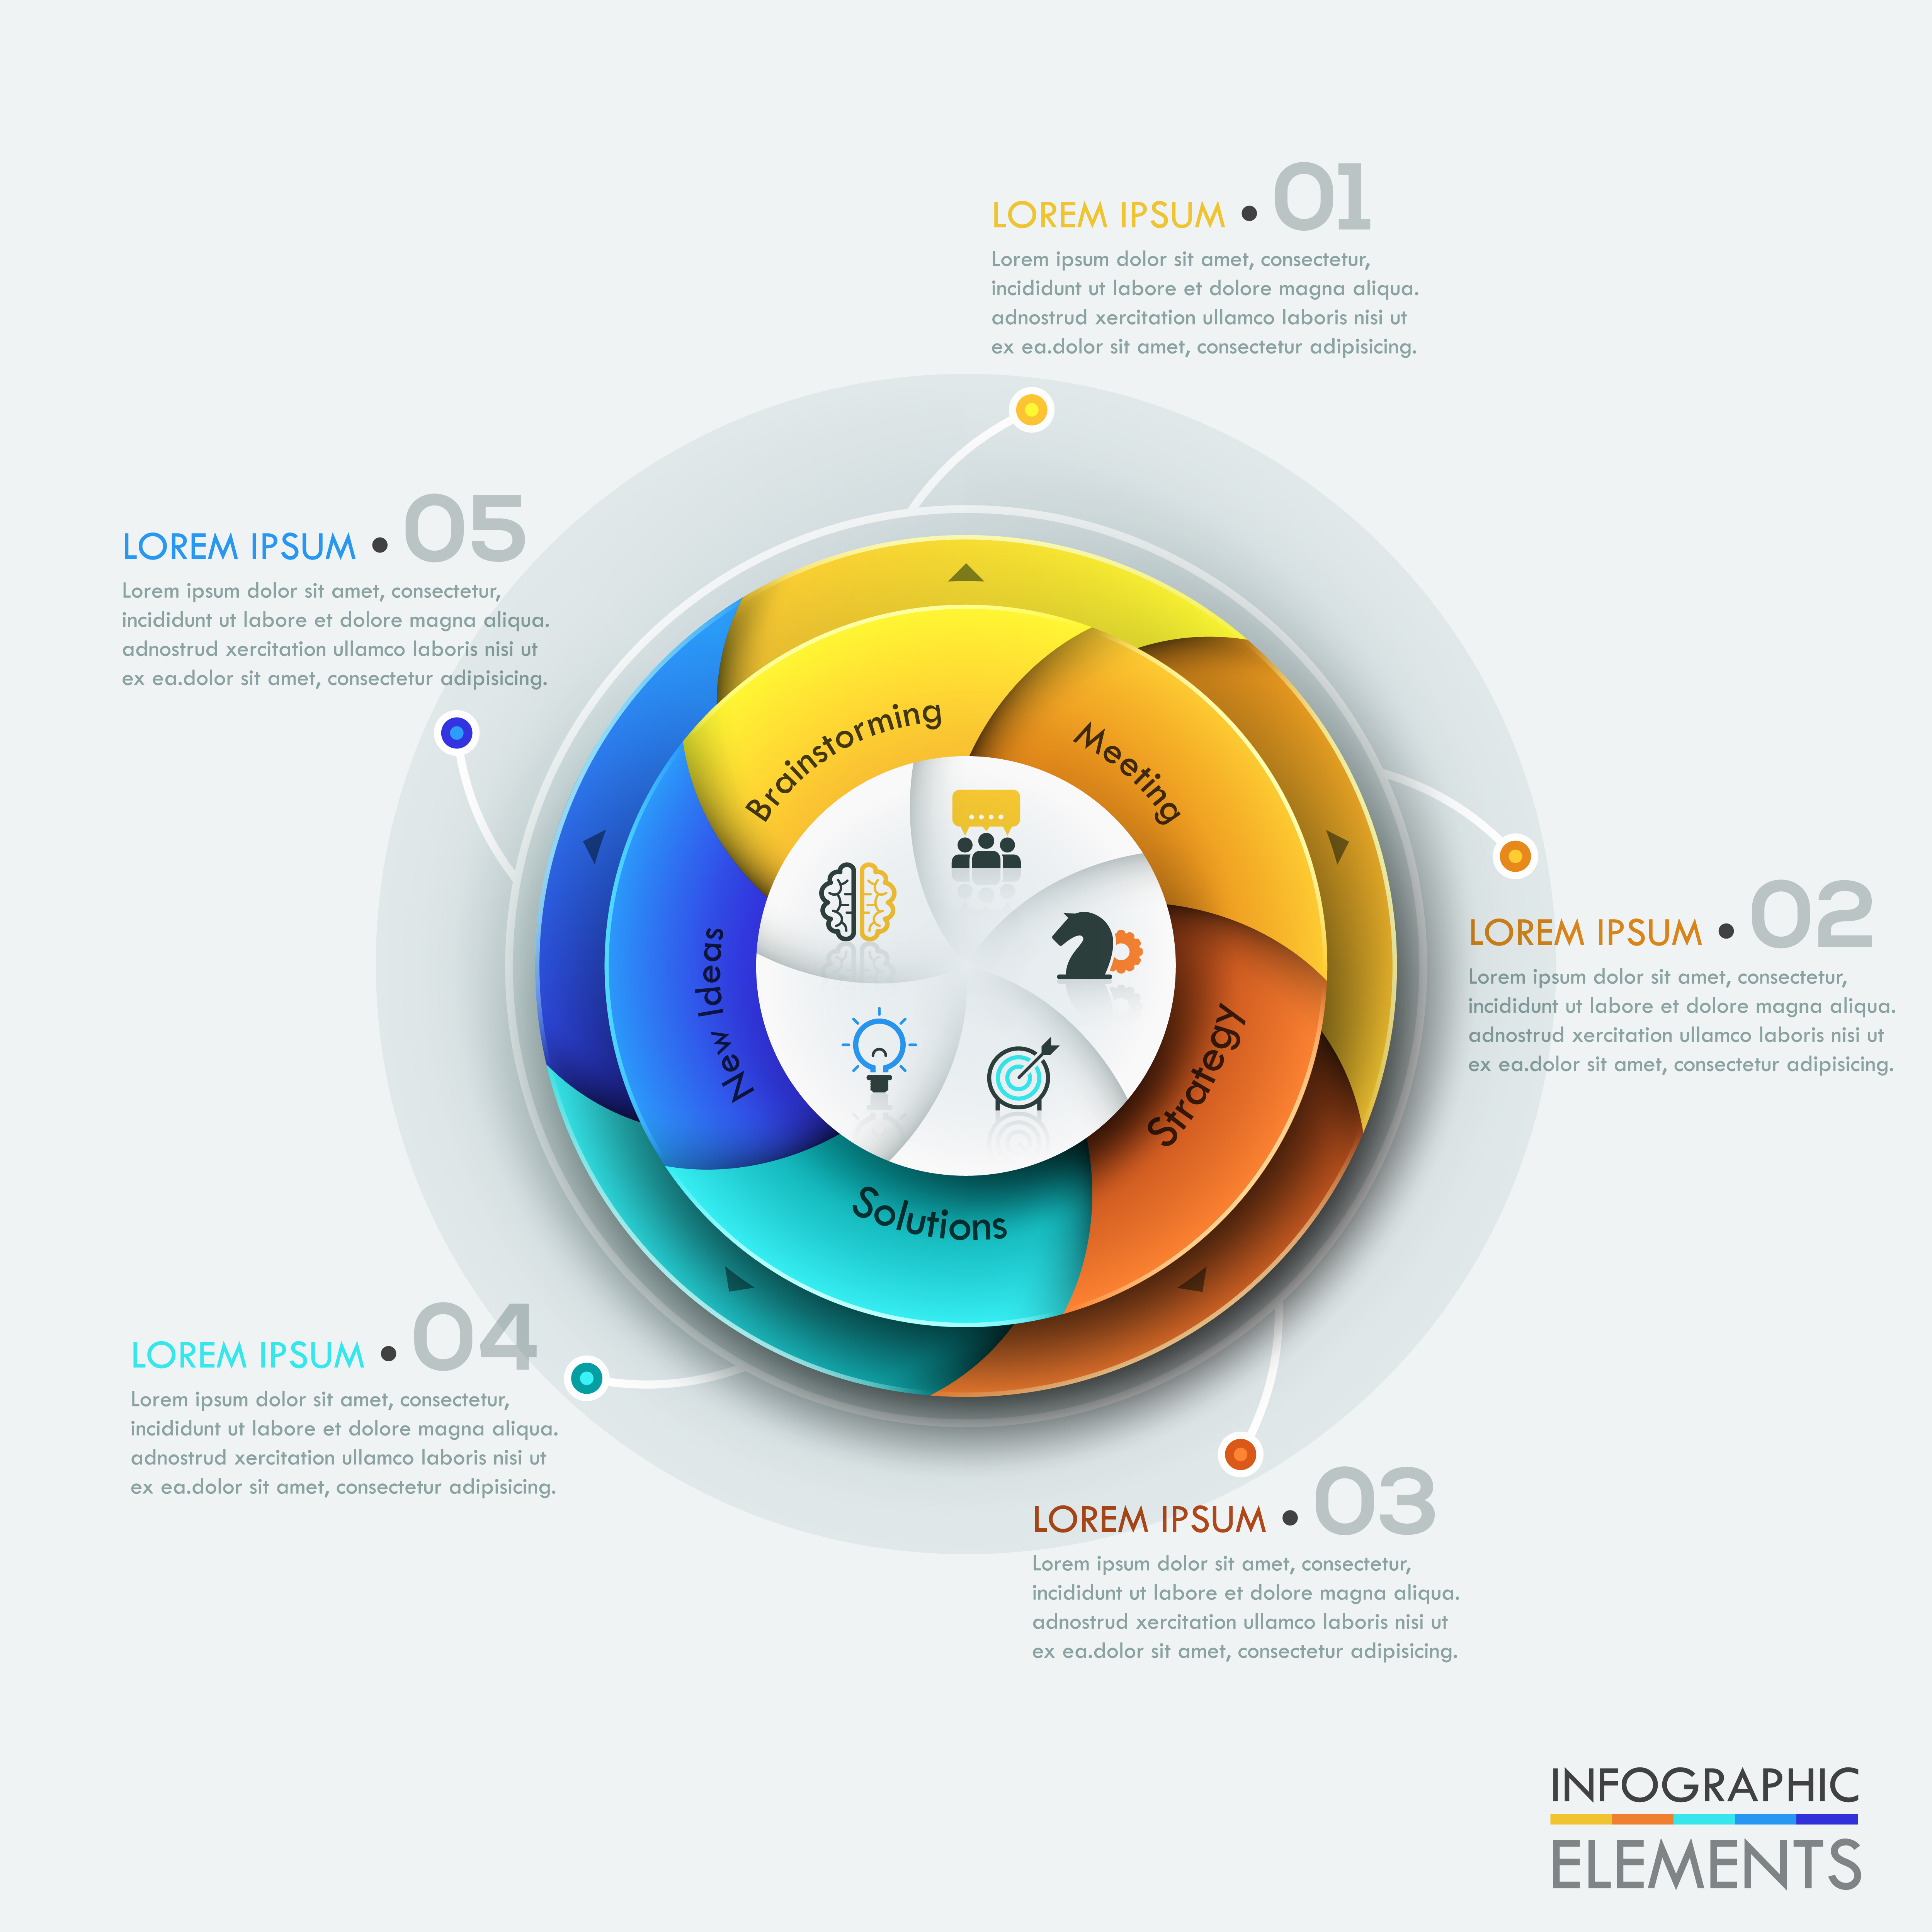 LOREM IPSUM • 01
Lorem ipsum dolor sit amet, consectetur,
incididunt ut labore et dolore magna aliqua.
adnostrud xercitation ullamco laboris nisi ut
ex ea.dolor sit amet, consectetur adipisicing.
LOREM IPSUM • 02
Lorem ipsum dolor sit amet, consectetur,
incididunt ut labore et dolore magna aliqua.
adnostrud xercitation ullamco laboris nisi ut
ex ea.dolor sit amet, consectetur adipisicing.
LOREM IPSUM • 03
Lorem ipsum dolor sit amet, consectetur,
incididunt ut labore et dolore magna aliqua.
adnostrud xercitation ullamco laboris nisi ut
ex ea.dolor sit amet, consectetur adipisicing.
LOREM IPSUM • 04
Lorem ipsum dolor sit amet, consectetur,
incididunt ut labore et dolore magna aliqua.
adnostrud xercitation ullamco laboris nisi ut
ex ea.dolor sit amet, consectetur adipisicing.
LOREM IPSUM • 05
Lorem ipsum dolor sit amet, consectetur,
incididunt ut labore et dolore magna aliqua.
adnostrud xercitation ullamco laboris nisi ut
ex ea.dolor sit amet, consectetur adipisicing.
Brainstorming
Meeting
Strategy
Solutions
New Ideas
INFOGRAPHIC
ELEMENTS